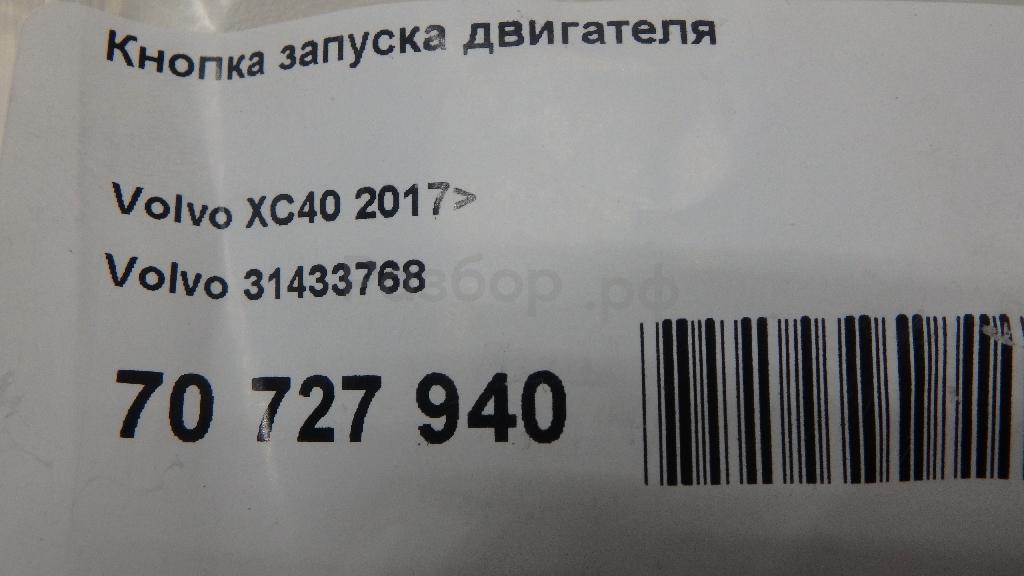 Кнопка запуска двигателя
Volvo XC40 2017>
Volvo 31433768
70 727 940